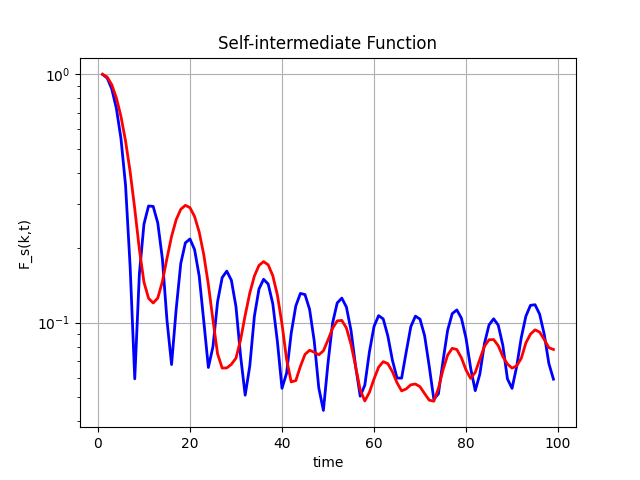 Self-intermediate Function
F_s(k,t)
10⁰
10⁻¹
0 20 40 60 80 100
time